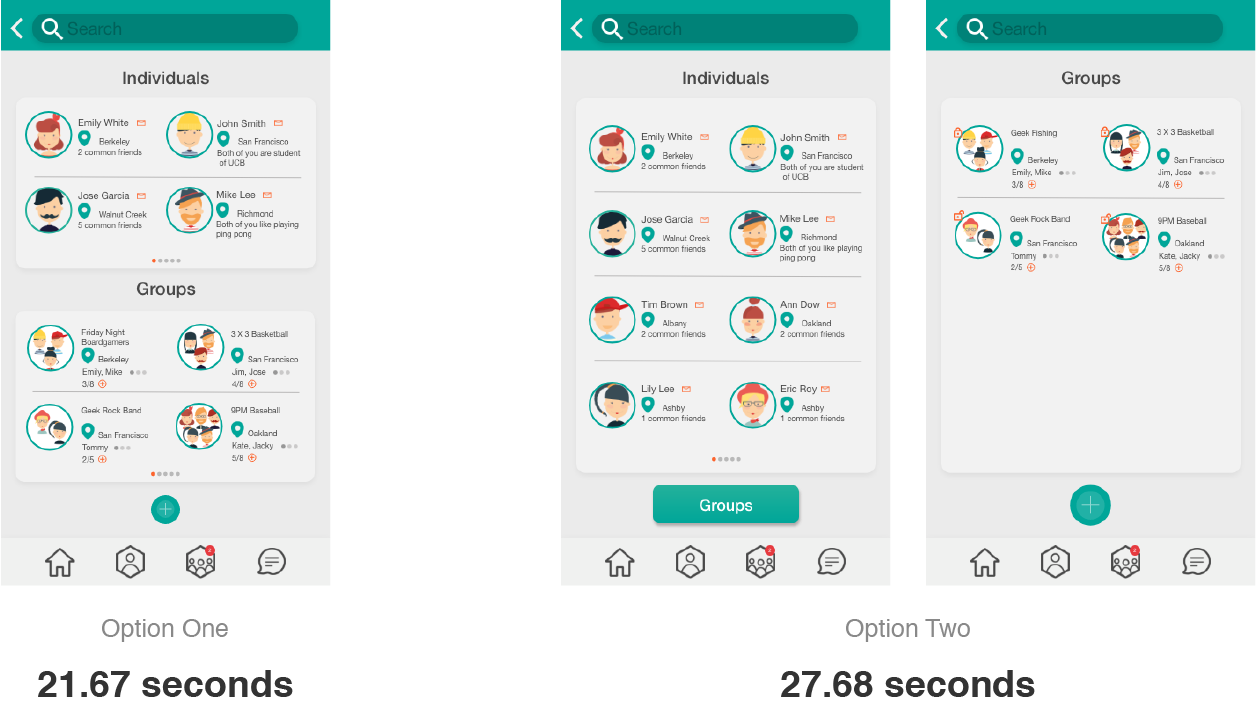 Search
Individuals
Emily White
Berkeley
2 common friends
John Smith
San Francisco
Both of you are student
of UCB
Jose Garcia
Walnut Creek
5 common friends
Mike Lee
Richmond
Both of you like playing
ping pong
Groups
Friday Night
Boardgamers
Berkeley
Emily, Mike
3/8
3 X 3 Basketball
San Francisco
Jim, Jose
4/8
Geek Rock Band
San Francisco
Tommy
2/5
9PM Baseball
Oakland
Kate, Jacky
5/8
Option One
21.67 seconds
Search
Individuals
Emily White
Berkeley
2 common friends
John Smith
San Francisco
Both of you are student
of UCB
Jose Garcia
Walnut Creek
5 common friends
Mike Lee
Richmond
Both of you like playing
ping pong
Tim Brown
Albany
2 common friends
Ann Dow
Oakland
2 common friends
Lily Lee
Ashby
1 common friends
Eric Roy
Ashby
1 common friends
Groups
Search
Groups
Geek Fishing
Berkeley
Emily, Mike
3/8
3 X 3 Basketball
San Francisco
Jim, Jose
4/8
Geek Rock Band
San Francisco
Tommy
2/5
9PM Baseball
Oakland
Kate, Jacky
5/8
Option Two
27.68 seconds